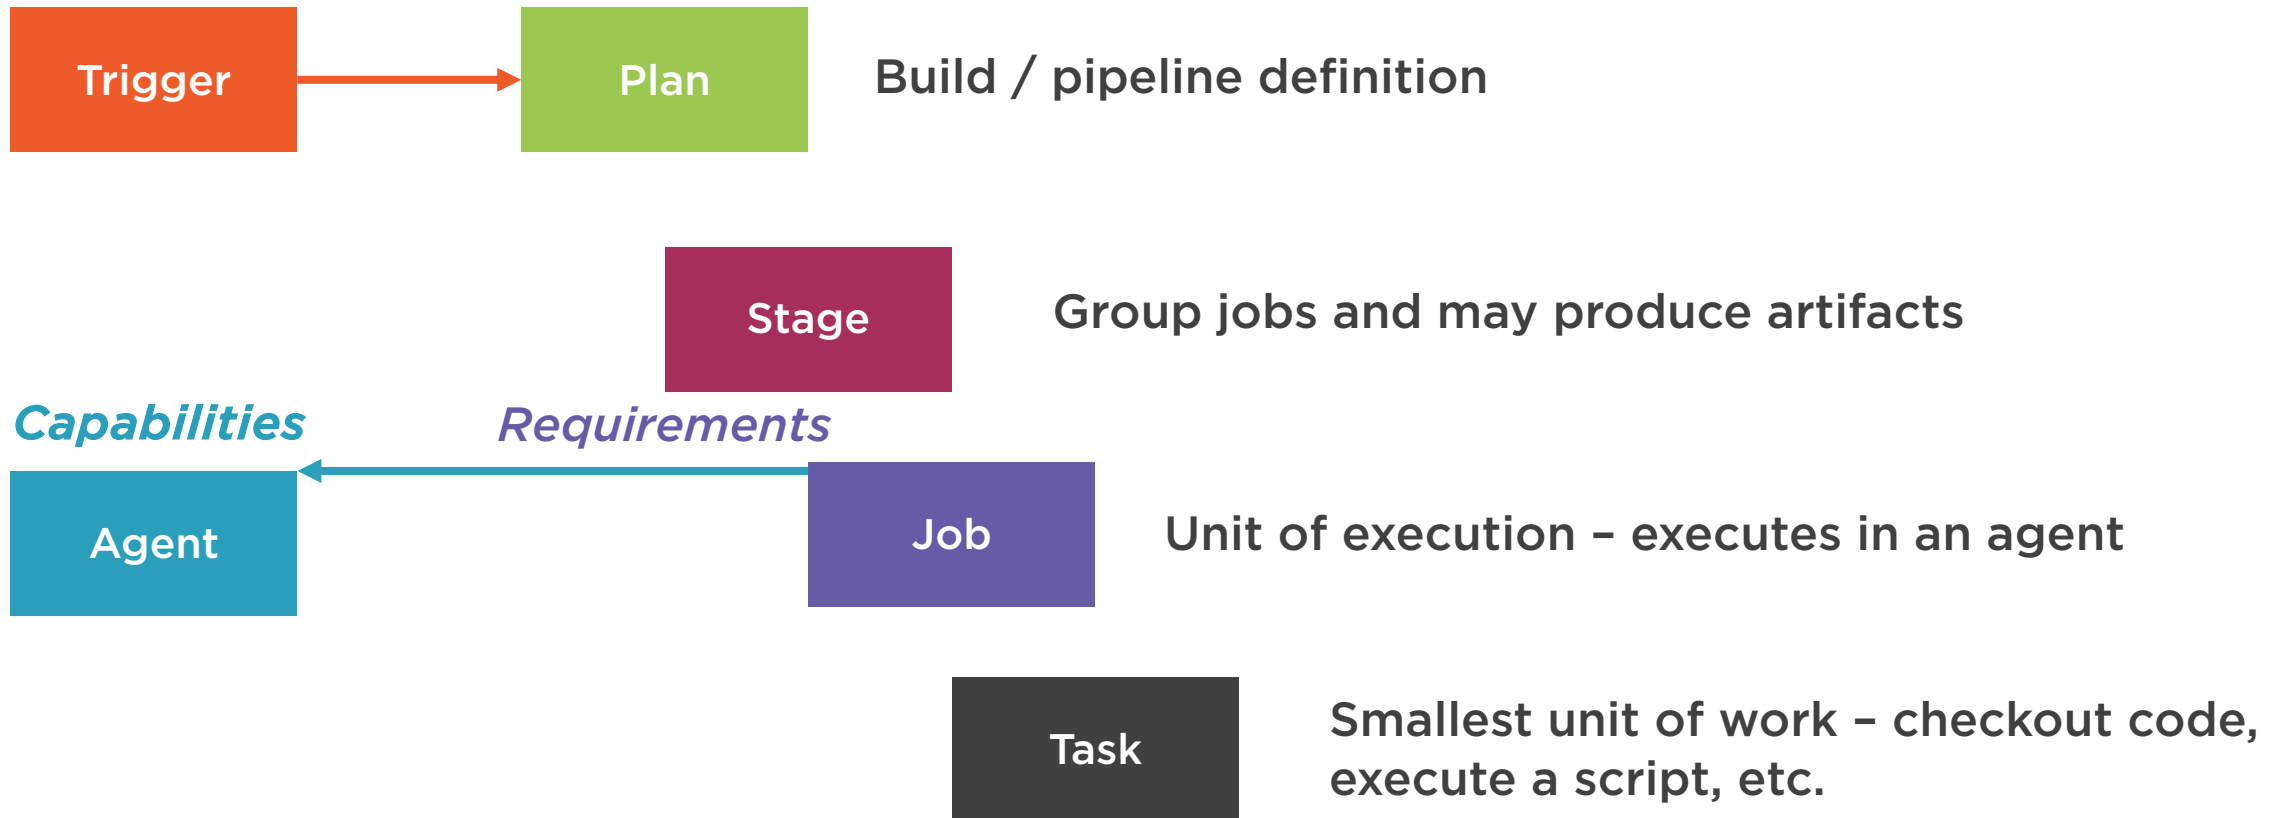 Trigger
Plan
Build / pipeline definition
Stage
Group jobs and may produce artifacts
Capabilities
Requirements
Agent
Job
Unit of execution – executes in an agent
Task
Smallest unit of work – checkout code,
execute a script, etc.